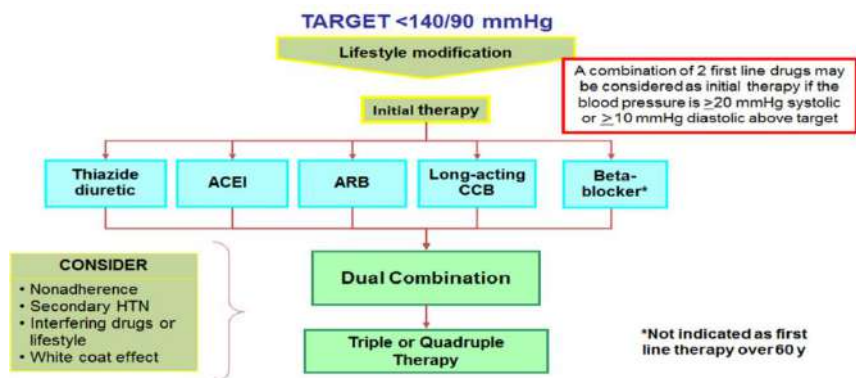 TARGET <140/90 mmHg
Lifestyle modification
A combination of 2 first line drugs may
be considered as initial therapy if the
blood pressure is ≥20 mmHg systolic
or ≥10 mmHg diastolic above target
Initial therapy
Thiazide
diuretic
ACEI
ARB
Long-acting
CCB
Beta-
blocker*
CONSIDER
• Nonadherence
• Secondary HTN
• Interfering drugs or
lifestyle
• White coat effect
Dual Combination
Triple or Quadruple
Therapy
*Not indicated as first
line therapy over 60 y